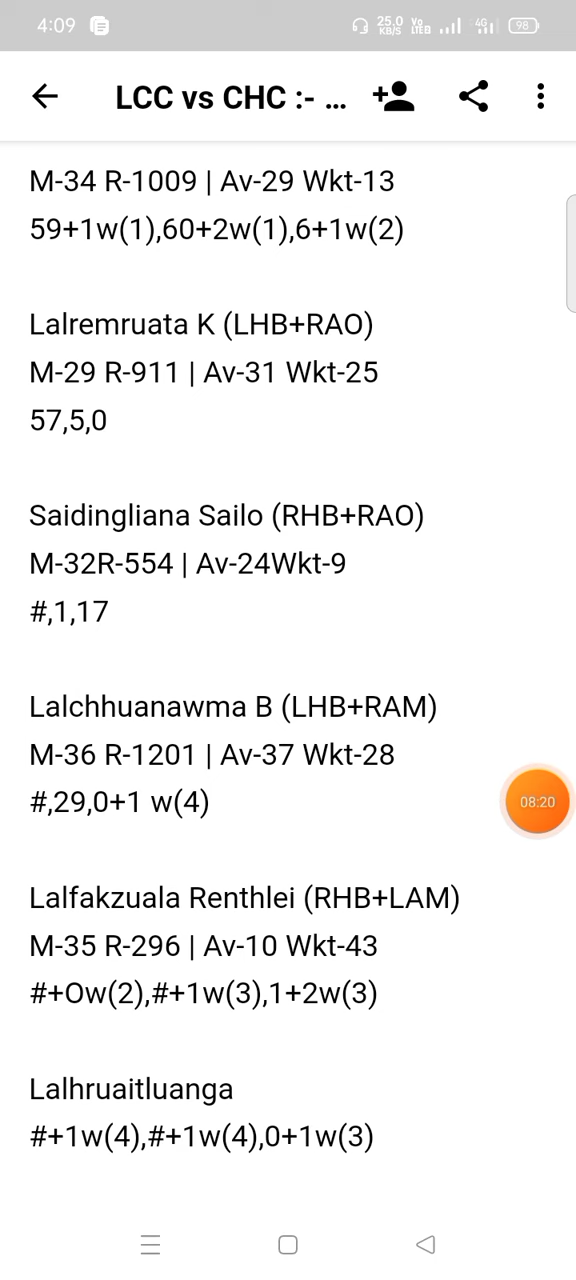 4:09 25.0 KB/S Vo LTE 4G 98
LCC vs CHC :- ...
M-34 R-1009 | Av-29 Wkt-13
59+1w(1),60+2w(1),6+1w(2)
Lalremruata K (LHB+RAO)
M-29 R-911 | Av-31 Wkt-25
57,5,0
Saidingliana Sailo (RHB+RAO)
M-32R-554 | Av-24Wkt-9
#,1,17
Lalchhuanawma B (LHB+RAM)
M-36 R-1201 | Av-37 Wkt-28
#,29,0+1 w(4)
08:20
Lalfakzuala Renthlei (RHB+LAM)
M-35 R-296 | Av-10 Wkt-43
#+Ow(2),#+1w(3),1+2w(3)
Lalhruaitluanga
#+1w(4),#+1w(4),0+1w(3)